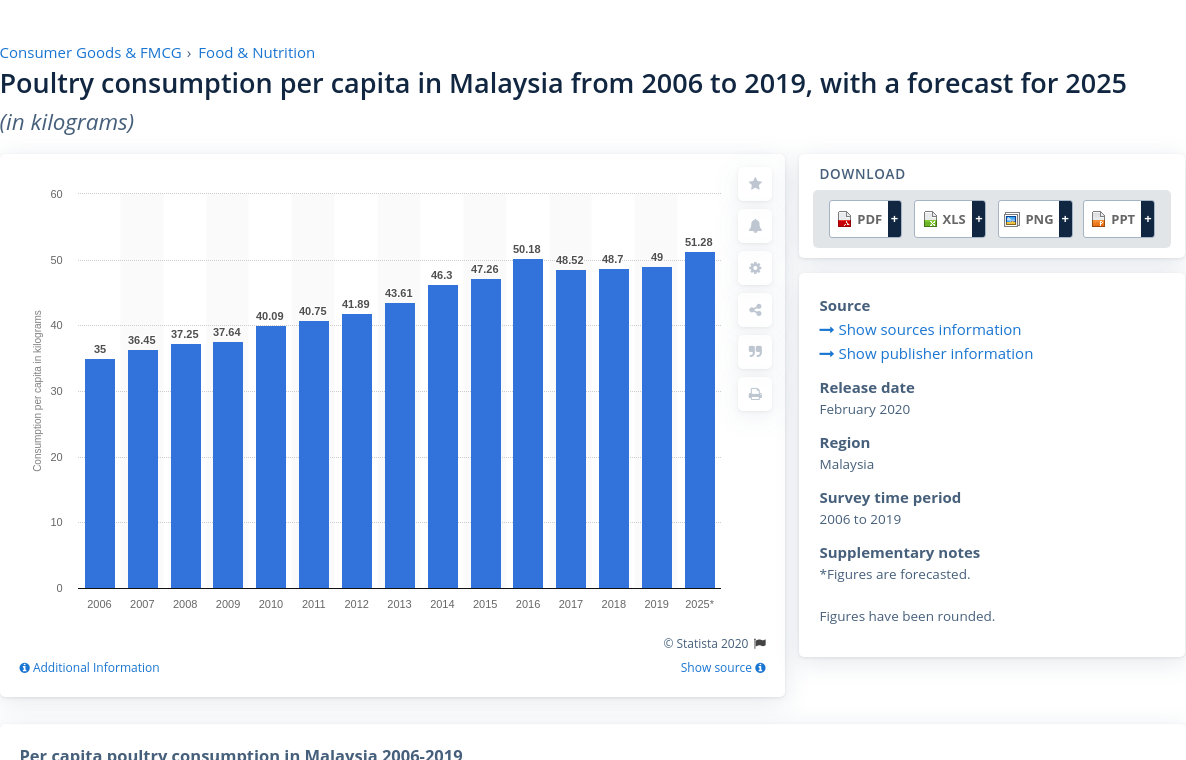 Consumer Goods & FMCG › Food & Nutrition
Poultry consumption per capita in Malaysia from 2006 to 2019, with a forecast for 2025
(in kilograms)
Consumption per capita in kilograms
60
50
40
30
20
10
0
35
36.45
37.25
37.64
40.09
40.75
41.89
43.61
46.3
47.26
50.18
48.52
48.7
49
51.28
2006 2007 2008 2009 2010 2011 2012 2013 2014 2015 2016 2017 2018 2019 2025*
© Statista 2020
Additional Information
Show source
DOWNLOAD
PDF + XLS + PNG + PPT +
Source
Show sources information
Show publisher information
Release date
February 2020
Region
Malaysia
Survey time period
2006 to 2019
Supplementary notes
*Figures are forecasted.
Figures have been rounded.
Per capita poultry consumption in Malaysia 2006-2019